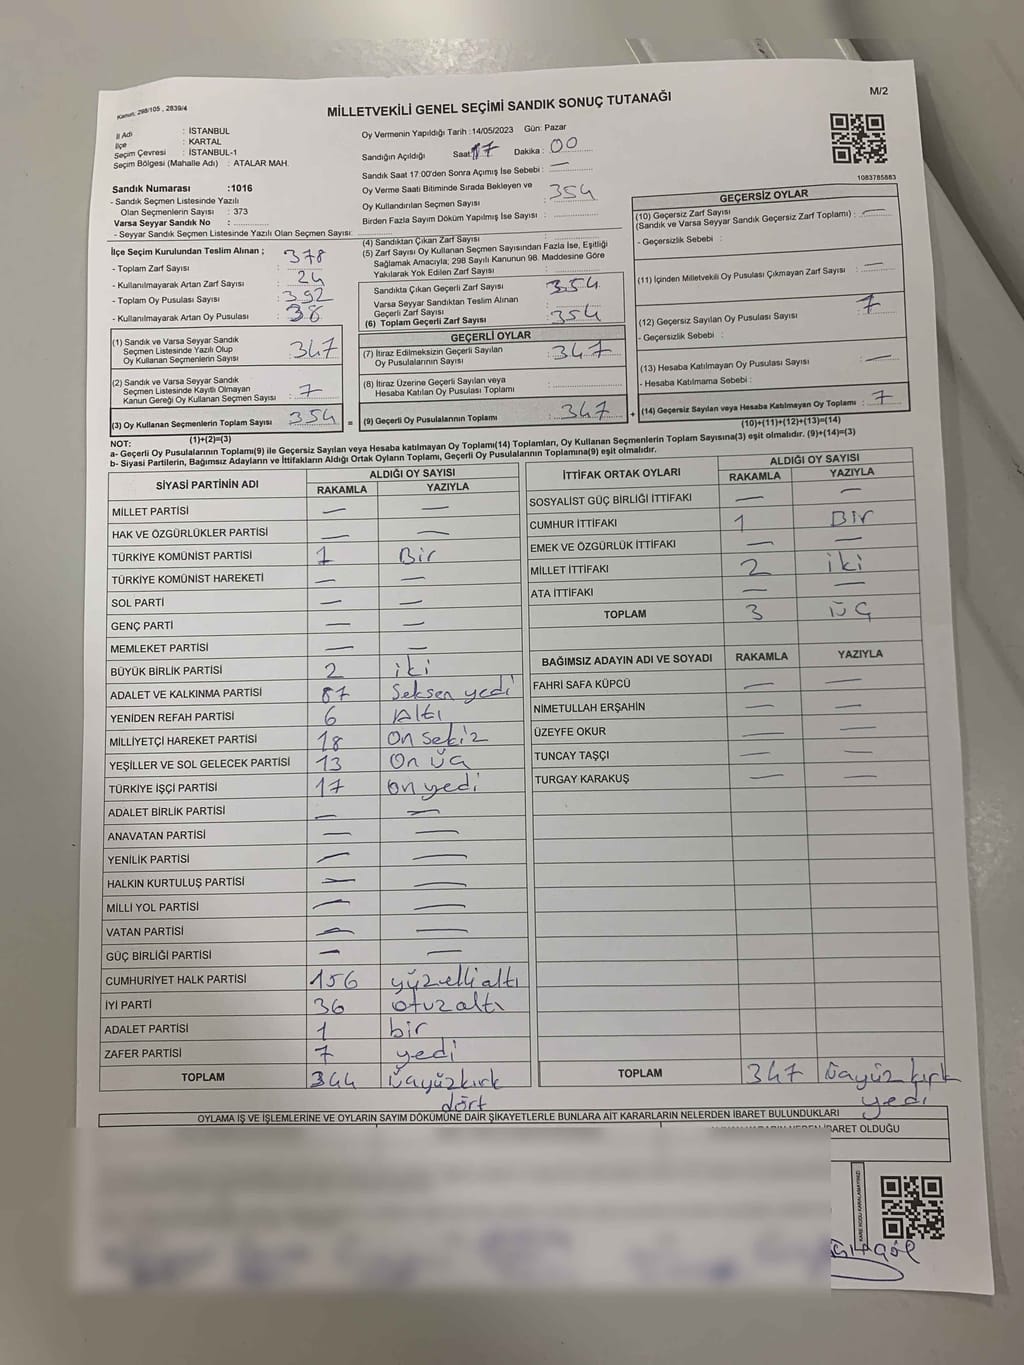 Kanun: 298/105 , 2839/4
MİLLETVEKİLİ GENEL SEÇİMİ SANDIK SONUÇ TUTANAĞI
M/2
İl Adı : İSTANBUL
İlçe : KARTAL
Seçim Çevresi : İSTANBUL-1
Seçim Bölgesi (Mahalle Adı) : ATALAR MAH.
Sandık Numarası :1016
- Sandık Seçmen Listesinde Yazılı
Olan Seçmenlerin Sayısı : 373
Varsa Seyyar Sandık No :
- Seyyar Sandık Seçmen Listesinde Yazılı Olan Seçmen Sayısı:
Oy Vermenin Yapıldığı Tarih :14/05/2023 Gün: Pazar
Sandığın Açıldığı Saat: 17 Dakika : 00
Sandık Saat 17:00'den Sonra Açımış İse Sebebi : —
Oy Verme Saati Bitiminde Sırada Bekleyen ve
Oy Kullandırılan Seçmen Sayısı : 354
Birden Fazla Sayım Döküm Yapılmış İse Sayısı :
1083785883
İlçe Seçim Kurulundan Teslim Alınan ;
- Toplam Zarf Sayısı : 378
- Kullanılmayarak Artan Zarf Sayısı : 24
- Toplam Oy Pusulası Sayısı : 392
- Kullanılmayarak Artan Oy Pusulası : 38
(1) Sandık ve Varsa Seyyar Sandık
Seçmen Listesinde Yazılı Olup
Oy Kullanan Seçmenlerin Sayısı : 347
(2) Sandık ve Varsa Seyyar Sandık
Seçmen Listesinde Kayıtlı Olmayan
Kanun Gereği Oy Kullanan Seçmen Sayısı : 7
(3) Oy Kullanan Seçmenlerin Toplam Sayısı : 354 =
(1)+(2)=(3)
(4) Sandıktan Çıkan Zarf Sayısı :
(5) Zarf Sayısı Oy Kullanan Seçmen Sayısından Fazla İse, Eşitliği
Sağlamak Amacıyla; 298 Sayılı Kanunun 98. Maddesine Göre
Yakılarak Yok Edilen Zarf Sayısı :
Sandıkta Çıkan Geçerli Zarf Sayısı : 354
Varsa Seyyar Sandıktan Teslim Alınan
Geçerli Zarf Sayısı :
(6) Toplam Geçerli Zarf Sayısı : 354
GEÇERLİ OYLAR
(7) İtiraz Edilmeksizin Geçerli Sayılan
Oy Pusulalarının Sayısı : 347
(8) İtiraz Üzerine Geçerli Sayılan veya
Hesaba Katılan Oy Pusulası Toplamı :
(9) Geçerli Oy Pusulalarının Toplamı : 347 +
GEÇERSİZ OYLAR
(10) Geçersiz Zarf Sayısı
(Sandık ve Varsa Seyyar Sandık Geçersiz Zarf Toplamı) : —
- Geçersizlik Sebebi :
(11) İçinden Milletvekili Oy Pusulası Çıkmayan Zarf Sayısı : —
(12) Geçersiz Sayılan Oy Pusulası Sayısı : 7
- Geçersizlik Sebebi :
(13) Hesaba Katılmayan Oy Pusulası Sayısı : —
- Hesaba Katılmama Sebebi :
(14) Geçersiz Sayılan veya Hesaba Katılmayan Oy Toplamı : 7
(10)+(11)+(12)+(13)=(14)
NOT:
a- Geçerli Oy Pusulalarının Toplamı(9) ile Geçersiz Sayılan veya Hesaba katılmayan Oy Toplamı(14) Toplamları, Oy Kullanan Seçmenlerin Toplam Sayısına(3) eşit olmalıdır. (9)+(14)=(3)
b- Siyasi Partilerin, Bağımsız Adayların ve İttifakların Aldığı Ortak Oyların Toplamı, Geçerli Oy Pusulalarının Toplamına(9) eşit olmalıdır.
SİYASİ PARTİNİN ADI ALDIĞI OY SAYISI
RAKAMLA YAZIYLA
MİLLET PARTİSİ — —
HAK VE ÖZGÜRLÜKLER PARTİSİ — —
TÜRKİYE KOMÜNİST PARTİSİ 1 Bir
TÜRKİYE KOMÜNİST HAREKETİ — —
SOL PARTİ — —
GENÇ PARTİ — —
MEMLEKET PARTİSİ — —
BÜYÜK BİRLİK PARTİSİ 2 iki
ADALET VE KALKINMA PARTİSİ 87 Seksen yedi
YENİDEN REFAH PARTİSİ 6 Altı
MİLLİYETÇİ HAREKET PARTİSİ 18 On sekiz
YEŞİLLER VE SOL GELECEK PARTİSİ 13 On üç
TÜRKİYE İŞÇİ PARTİSİ 17 on yedi
ADALET BİRLİK PARTİSİ — —
ANAVATAN PARTİSİ — —
YENİLİK PARTİSİ — —
HALKIN KURTULUŞ PARTİSİ — —
MİLLİ YOL PARTİSİ — —
VATAN PARTİSİ — —
GÜÇ BİRLİĞİ PARTİSİ — —
CUMHURİYET HALK PARTİSİ 156 yüzelli altı
İYİ PARTİ 36 otuz altı
ADALET PARTİSİ 1 bir
ZAFER PARTİSİ 7 yedi
TOPLAM 344 Üçyüz kırk
dört
İTTİFAK ORTAK OYLARI ALDIĞI OY SAYISI
RAKAMLA YAZIYLA
SOSYALİST GÜÇ BİRLİĞİ İTTİFAKI — —
CUMHUR İTTİFAKI 1 Bir
EMEK VE ÖZGÜRLÜK İTTİFAKI — —
MİLLET İTTİFAKI 2 iki
ATA İTTİFAKI — —
TOPLAM 3 üç
BAĞIMSIZ ADAYIN ADI VE SOYADI RAKAMLA YAZIYLA
FAHRİ SAFA KÜPCÜ — —
NİMETULLAH ERŞAHİN — —
ÜZEYFE OKUR — —
TUNCAY TAŞÇI — —
TURGAY KARAKUŞ — —
TOPLAM 347 Üçyüz kırk
yedi
OYLAMA İŞ VE İŞLEMLERİNE VE OYLARIN SAYIM DÖKÜMÜNE DAİR ŞİKAYETLERLE BUNLARA AİT KARARLARIN NELERDEN İBARET BULUNDUKLARI
İBARET OLDUĞU